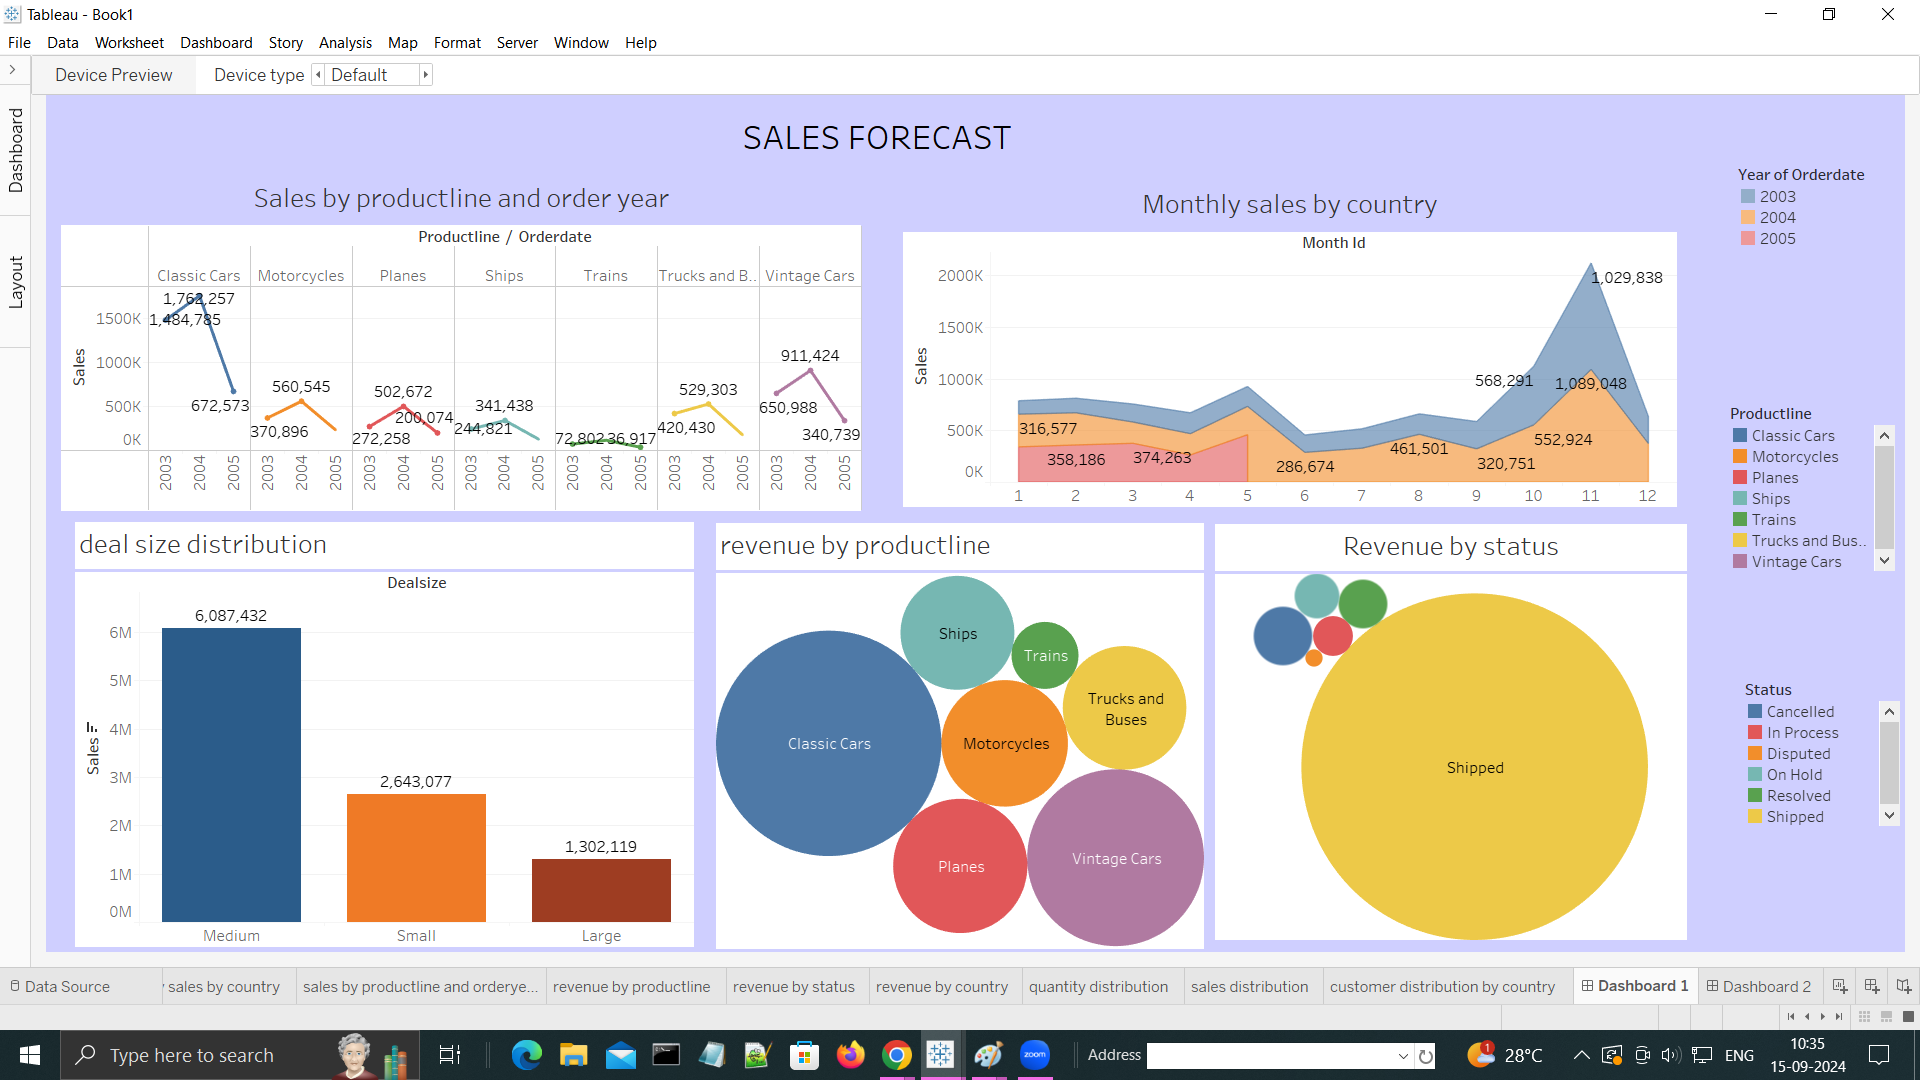 Tableau - Book1
File Data Worksheet Dashboard Story Analysis Map Format Server Window Help
Device Preview Device type Default
Dashboard
Layout
SALES FORECAST
Sales by productline and order year
Productline / Orderdate
Classic Cars Motorcycles Planes Ships Trains Trucks and B.. Vintage Cars
Sales
1500K
1000K
500K
0K
1,762,257
1,484,785
672,573
560,545
370,896
502,672
200,074
272,258
341,438
244,821
72,802
236,917
529,303
420,430
911,424
650,988
340,739
2003 2004 2005 2003 2004 2005 2003 2004 2005 2003 2004 2005 2003 2004 2005 2003 2004 2005 2003 2004 2005
Monthly sales by country
Month Id
Sales
2000K
1500K
1000K
500K
0K
1,029,838
568,291
1,089,048
316,577
358,186
374,263
286,674
461,501
320,751
552,924
1 2 3 4 5 6 7 8 9 10 11 12
Year of Orderdate
2003
2004
2005
Productline
Classic Cars
Motorcycles
Planes
Ships
Trains
Trucks and Bus..
Vintage Cars
deal size distribution
Dealsize
Sales
6M
5M
4M
3M
2M
1M
0M
6,087,432
2,643,077
1,302,119
Medium Small Large
revenue by productline
Ships
Trains
Trucks and
Buses
Classic Cars
Motorcycles
Planes
Vintage Cars
Revenue by status
Shipped
Status
Cancelled
In Process
Disputed
On Hold
Resolved
Shipped
Data Source sales by country sales by productline and orderye... revenue by productline revenue by status revenue by country quantity distribution sales distribution customer distribution by country Dashboard 1 Dashboard 2
Type here to search zoom Address 1 28°C ENG
10:35
15-09-2024